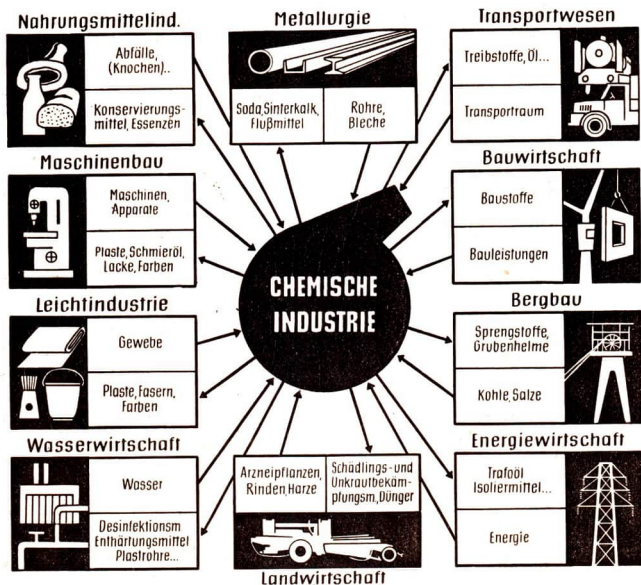 Nahrungsmittelind.
Abfälle,
(Knochen)..
Konservierungs-
mittel, Essenzen
Metallurgie
Soda, Sinterkalk,
Flußmittel
Rohre,
Bleche
Transportwesen
Treibstoffe, Öl...
Transportraum
Maschinenbau
Maschinen,
Apparate
Plaste, Schmieröl,
Lacke, Farben
Bauwirtschaft
Baustoffe
Bauleistungen
CHEMISCHE
INDUSTRIE
Leichtindustrie
Gewebe
Plaste, Fasern,
Farben
Bergbau
Sprengstoffe,
Grubenhelme
Kohle, Salze
Wasserwirtschaft
Wasser
Desinfektionsm
Enthärtungsmittel
Plastrohre...
Arzneipflanzen,
Rinden, Harze
Schädlings- und
Unkrautbekäm-
pfungsm., Dünger
Landwirtschaft
Energiewirtschaft
Trafoöl
Isoliermittel...
Energie